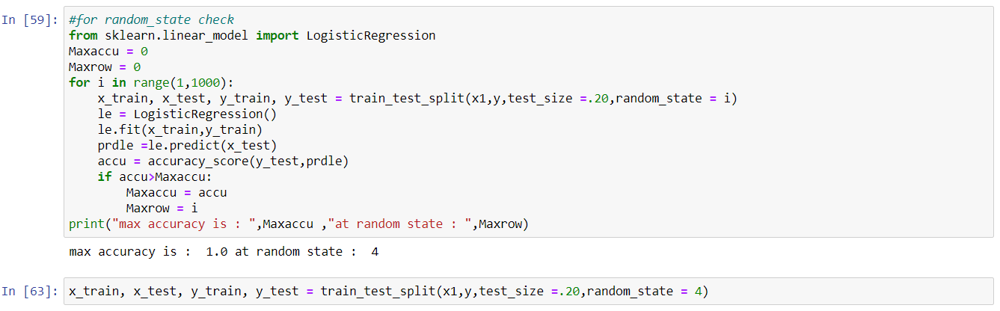 In [59]: #for random_state check
from sklearn.linear_model import LogisticRegression
Maxaccu = 0
Maxrow = 0
for i in range(1,1000):
    x_train, x_test, y_train, y_test = train_test_split(x1,y,test_size =.20,random_state = i)
    le = LogisticRegression()
    le.fit(x_train,y_train)
    prdle =le.predict(x_test)
    accu = accuracy_score(y_test,prdle)
    if accu>Maxaccu:
        Maxaccu = accu
        Maxrow = i
print("max accuracy is : ",Maxaccu ,"at random state : ",Maxrow)
max accuracy is :  1.0 at random state :  4
In [63]: x_train, x_test, y_train, y_test = train_test_split(x1,y,test_size =.20,random_state = 4)